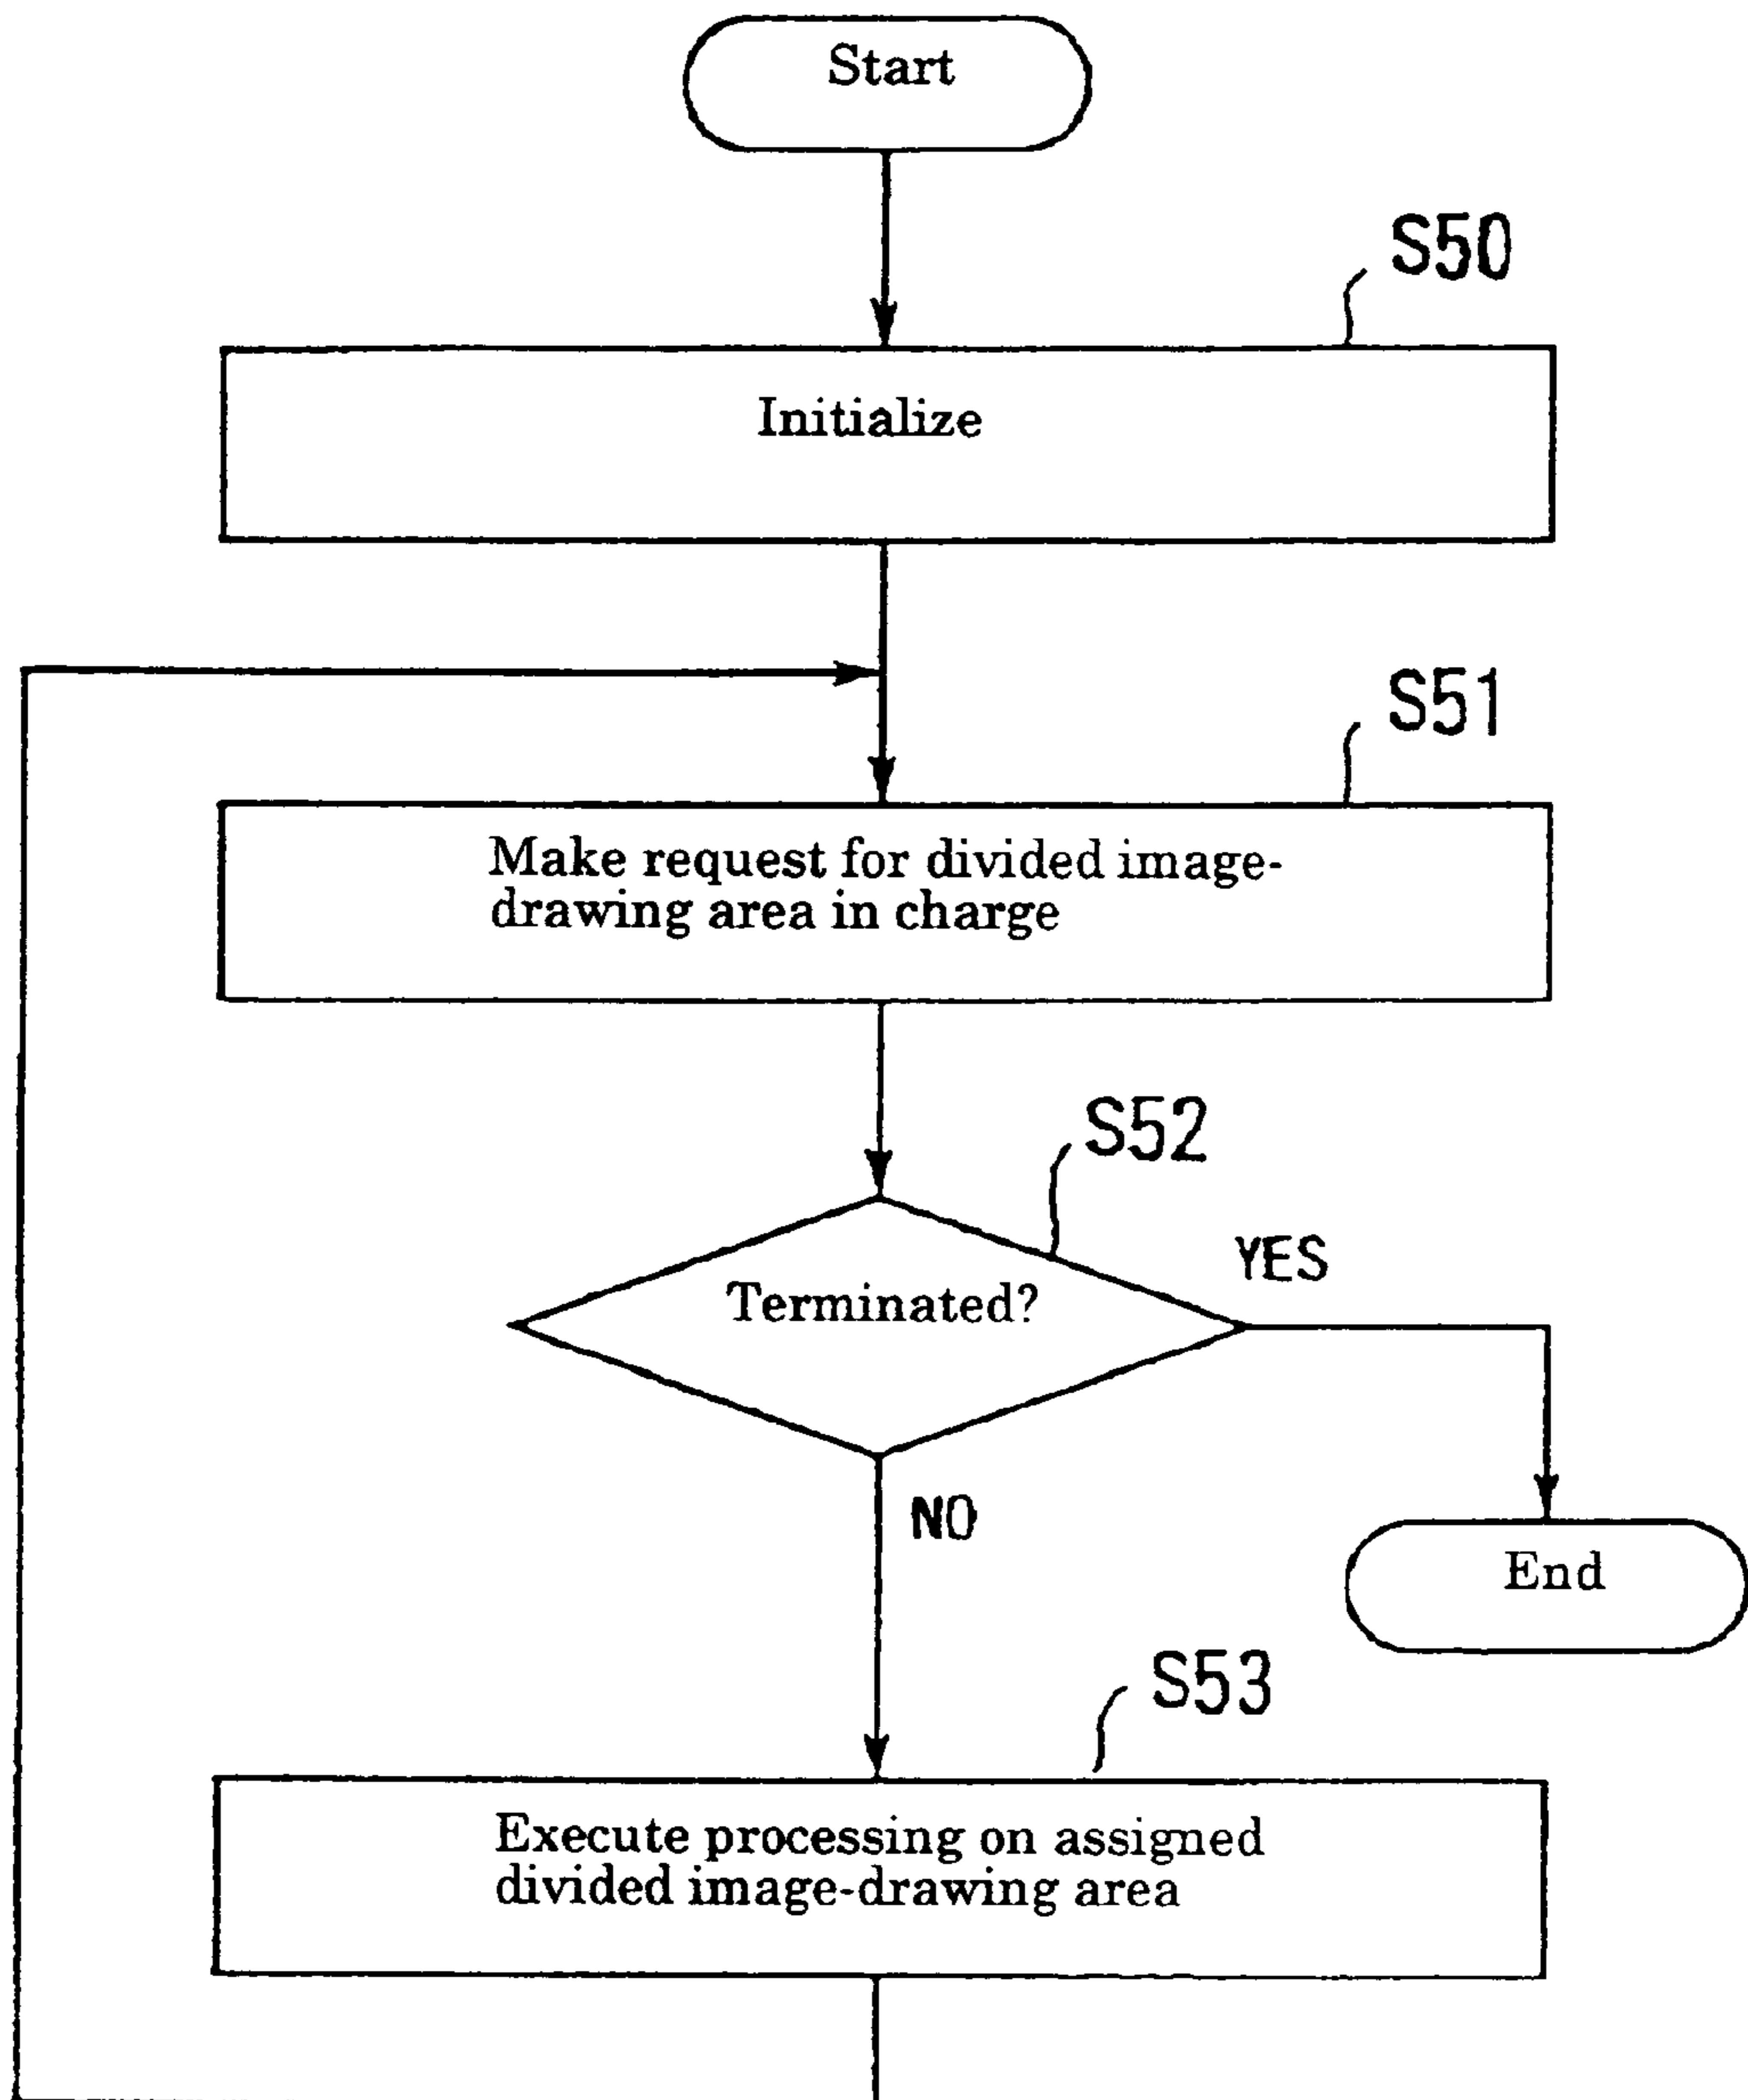 Start
S50
Initialize
S51
Make request for divided image-
drawing area in charge
S52
Terminated?
YES
NO
End
S53
Execute processing on assigned
divided image-drawing area